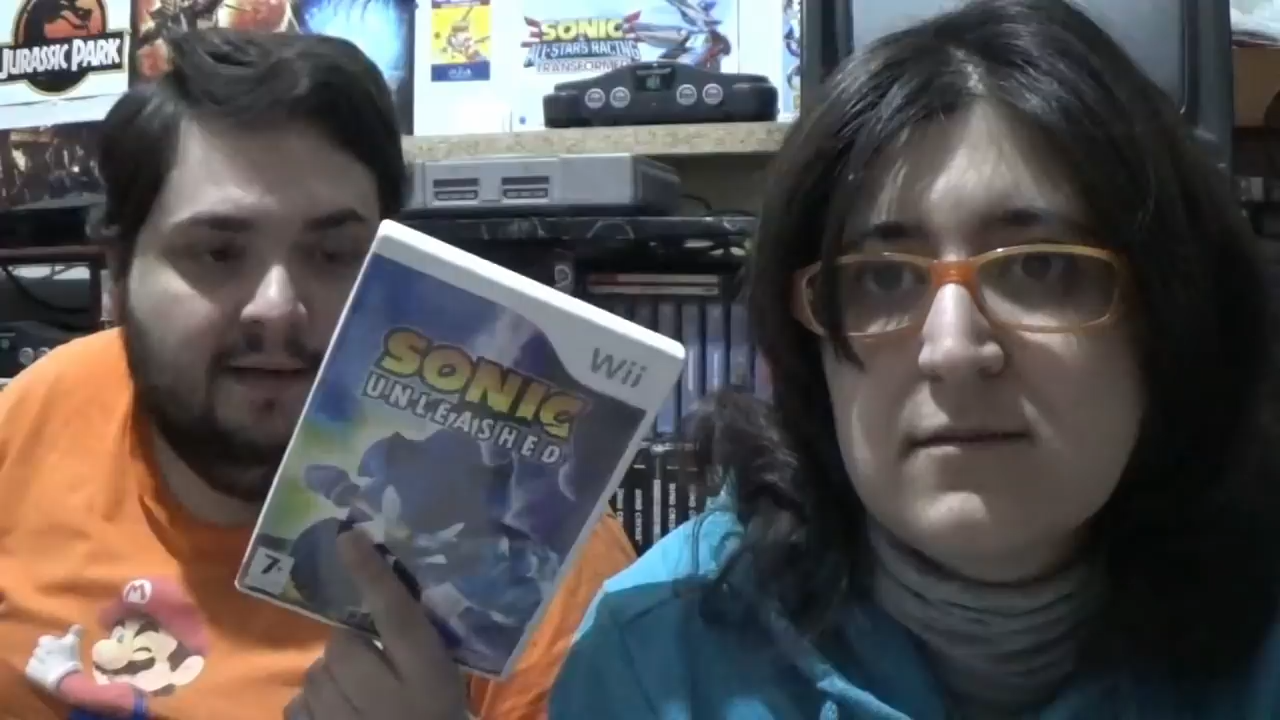 JURASSIC PARK
SONIC
ALL-STARS RACING
TRANSFORMED
Wii
SONIC
UNLEASHED
7
M